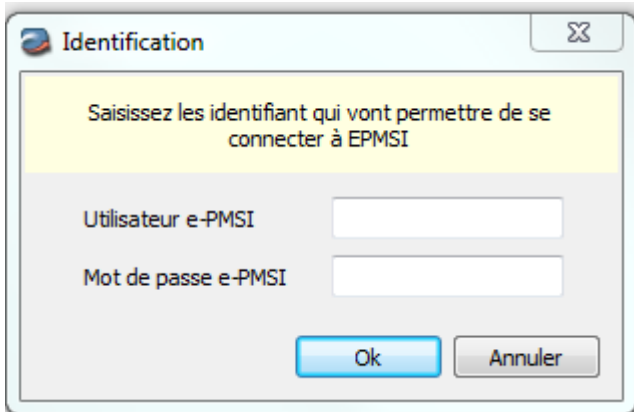 Identification
Saisissez les identifiant qui vont permettre de se
connecter à EPMSI
Utilisateur e-PMSI
Mot de passe e-PMSI
Ok
Annuler